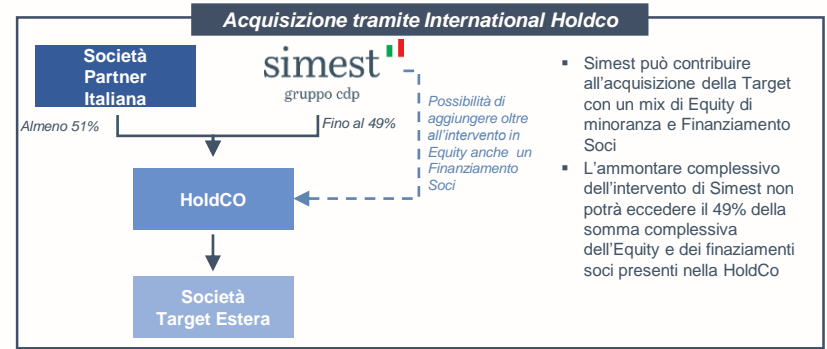 Acquisizione tramite International Holdco
Società
Partner
Italiana
simest
gruppo cdp
Almeno 51%
Fino al 49%
Possibilità di
aggiungere oltre
all'intervento in
Equity anche un
Finanziamento
Soci
HoldCO
Società
Target Estera
▪ Simest può contribuire
all'acquisizione della Target
con un mix di Equity di
minoranza e Finanziamento
Soci
▪ L'ammontare complessivo
dell'intervento di Simest non
potrà eccedere il 49% della
somma complessiva
dell'Equity e dei finaziamenti
soci presenti nella HoldCo